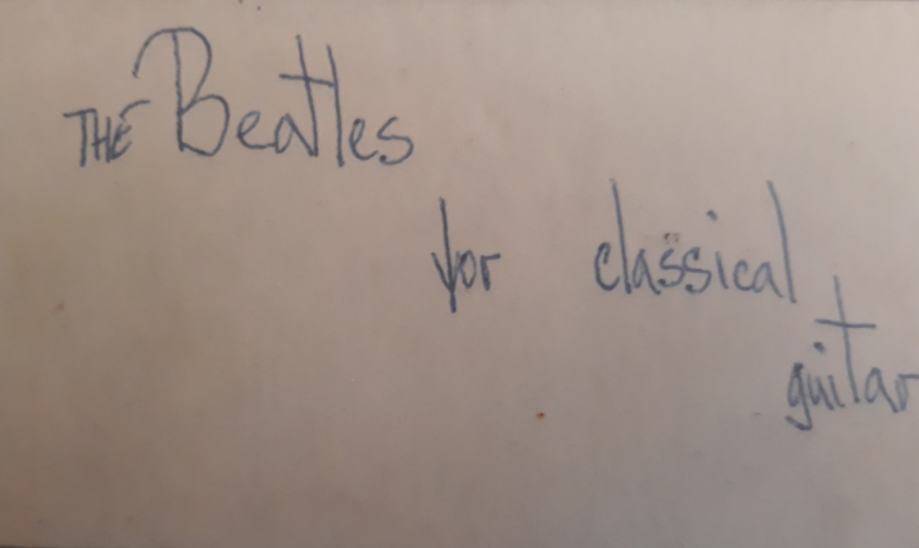 THE Beatles
for classical
guitar